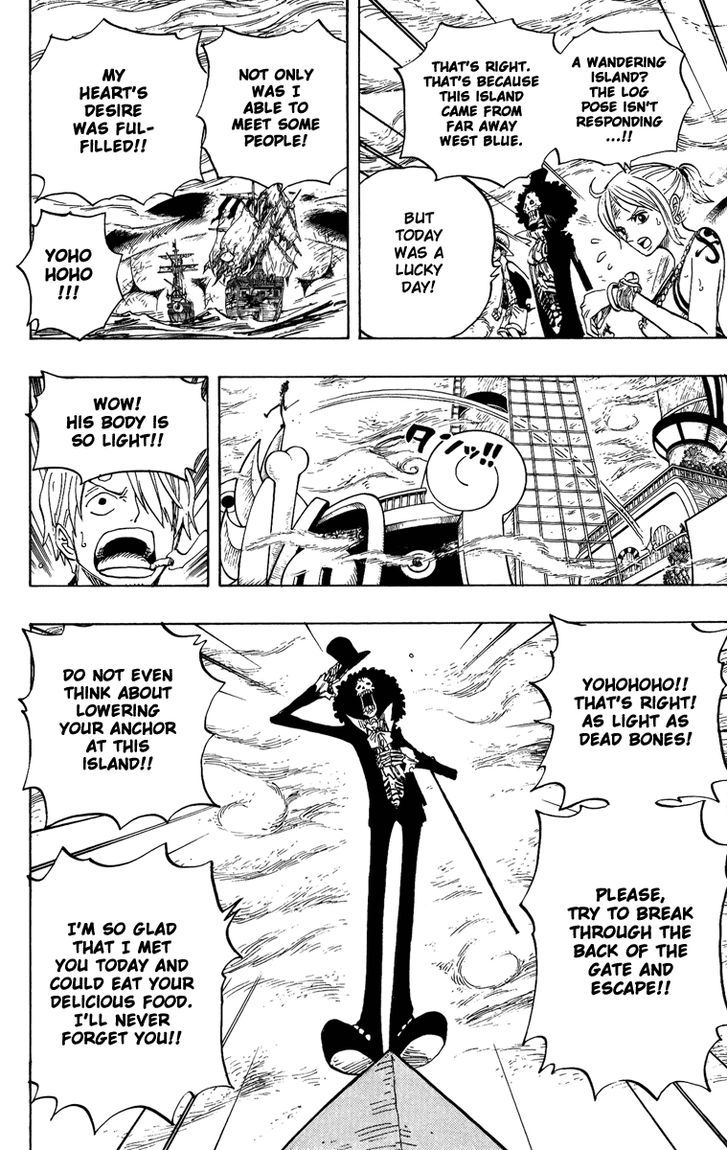 A WANDERING
ISLAND?
THE LOG
POSE ISN'T
RESPONDING
...!!
THAT'S RIGHT.
THAT'S BECAUSE
THIS ISLAND
CAME FROM
FAR AWAY
WEST BLUE.
BUT
TODAY
WAS A
LUCKY
DAY!
NOT ONLY
WAS I
ABLE TO
MEET SOME
PEOPLE!
MY
HEART'S
DESIRE
WAS FUL-
FILLED!!
YOHO
HOHO
!!!
ダンッ!!
WOW!
HIS BODY IS
SO LIGHT!!
YOHOHOHO!!
THAT'S RIGHT!
AS LIGHT AS
DEAD BONES!
PLEASE,
TRY TO BREAK
THROUGH THE
BACK OF THE
GATE AND
ESCAPE!!
DO NOT EVEN
THINK ABOUT
LOWERING
YOUR ANCHOR
AT THIS
ISLAND!!
I'M SO GLAD
THAT I MET
YOU TODAY AND
COULD EAT YOUR
DELICIOUS FOOD.
I'LL NEVER
FORGET YOU!!